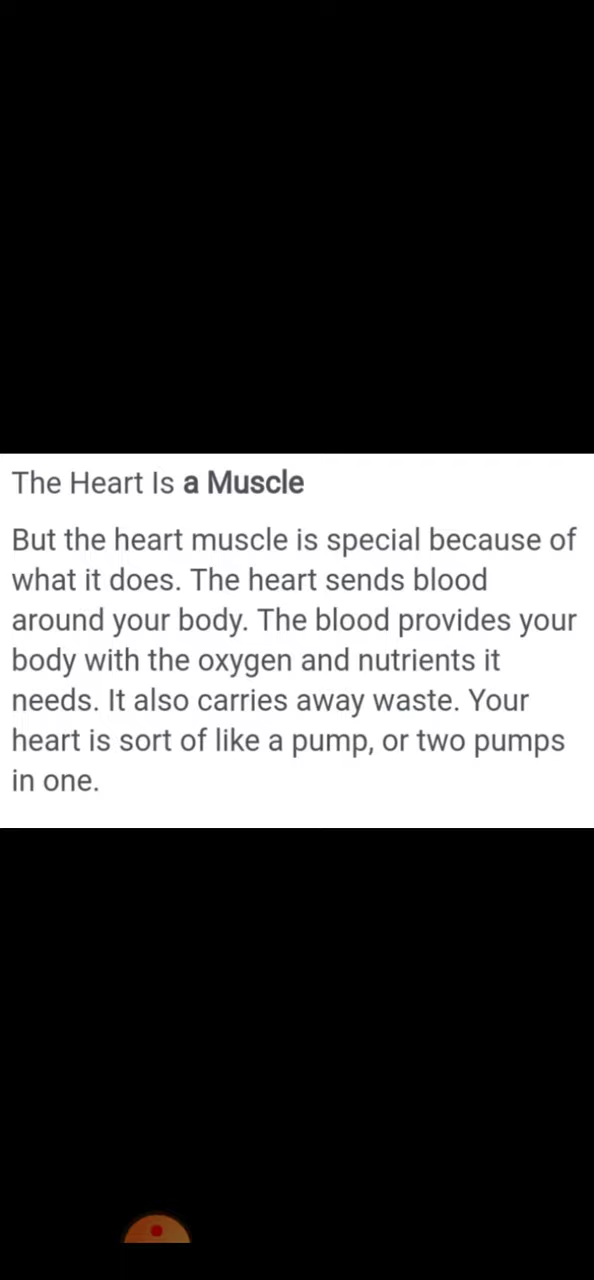 The Heart Is a Muscle
But the heart muscle is special because of
what it does. The heart sends blood
around your body. The blood provides your
body with the oxygen and nutrients it
needs. It also carries away waste. Your
heart is sort of like a pump, or two pumps
in one.